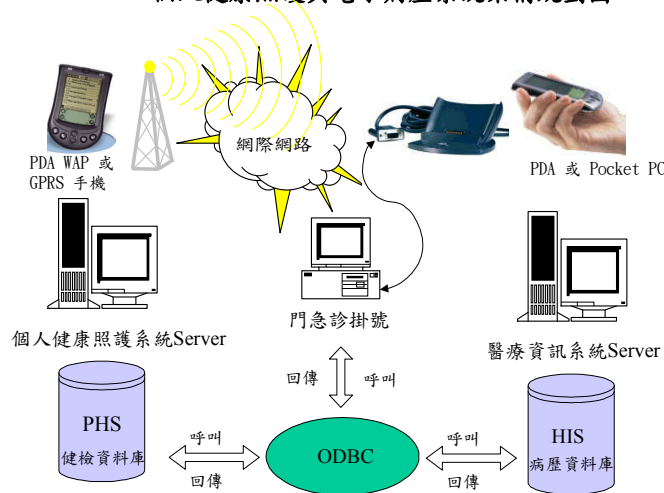 網際網路
PDA WAP 或
GPRS 手機
PDA 或 Pocket PC
門急診掛號
個人健康照護系統Server
醫療資訊系統Server
回傳
呼叫
PHS
健檢資料庫
呼叫
回傳
ODBC
呼叫
回傳
HIS
病歷資料庫